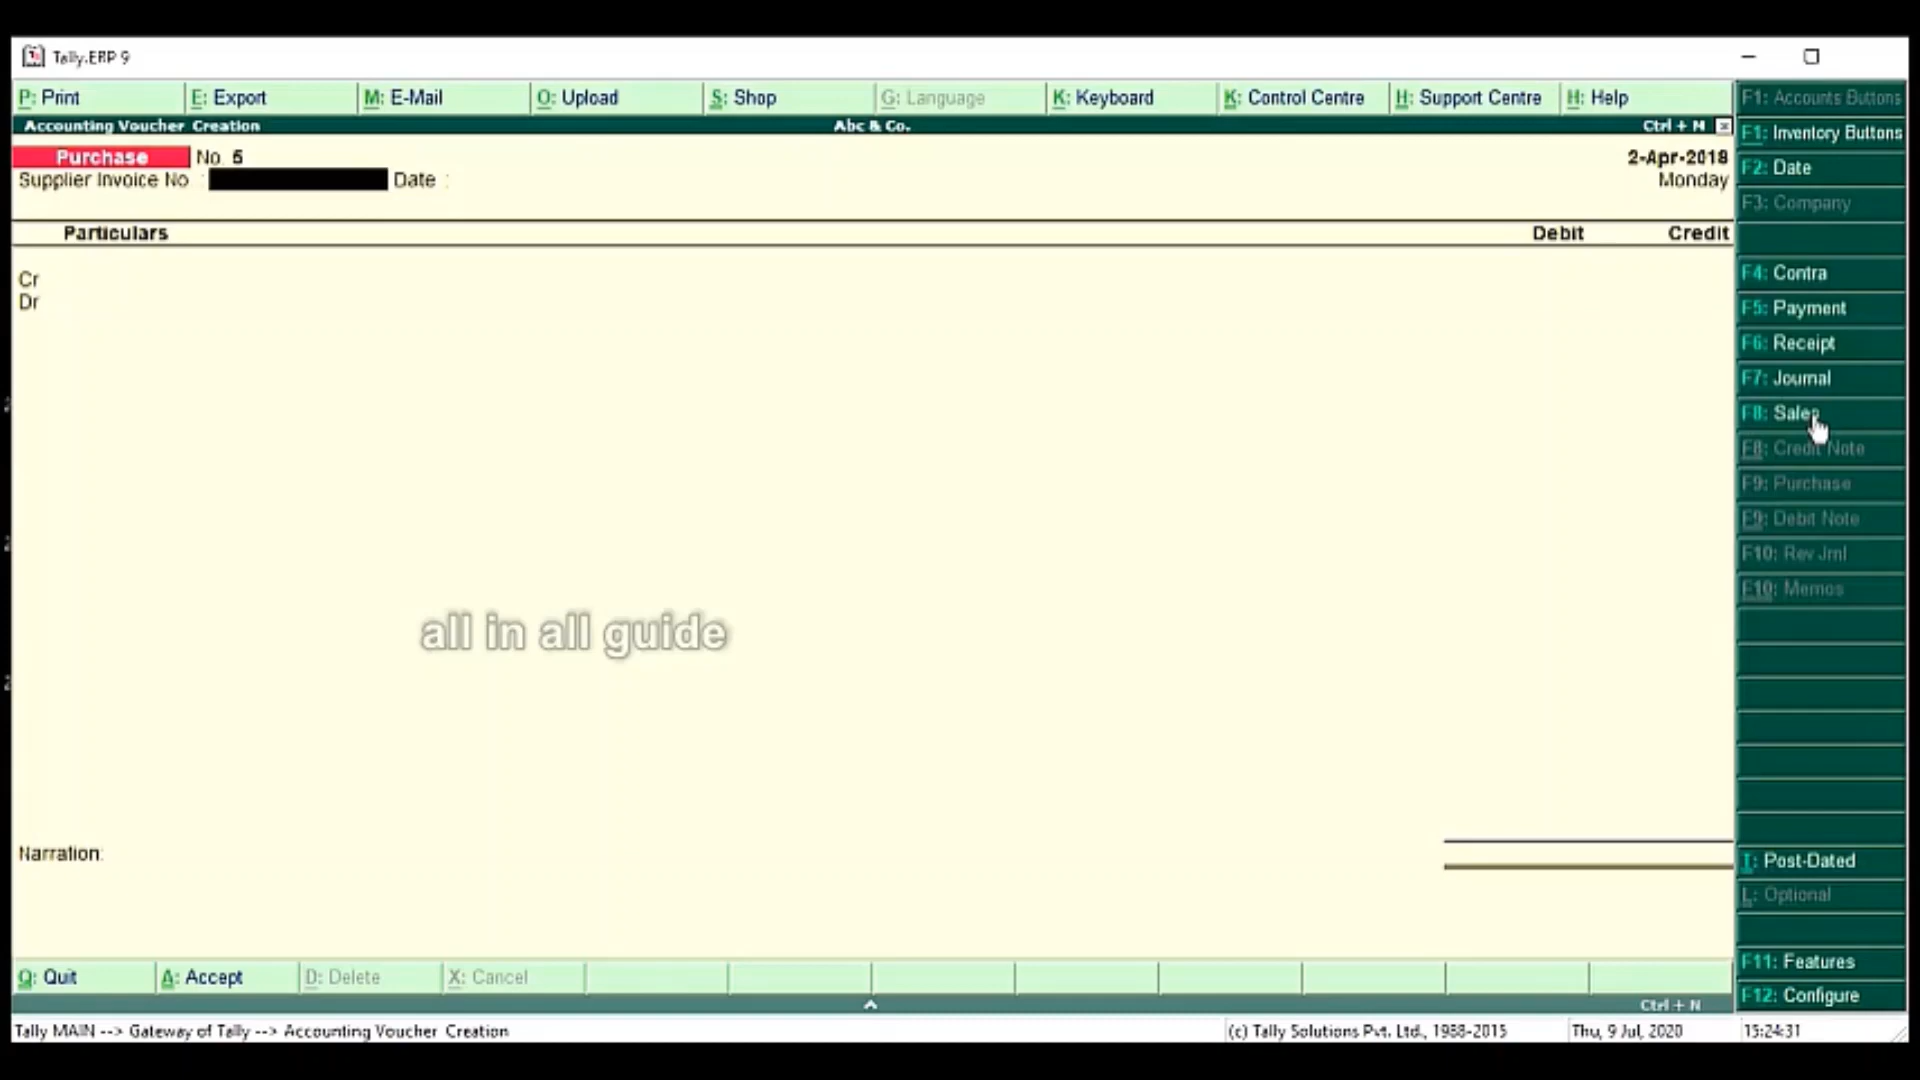 Tally.ERP 9
P: Print E: Export M: E-Mail O: Upload S: Shop G: Language K: Keyboard K: Control Centre H: Support Centre H: Help
F1: Accounts Buttons
Accounting Voucher Creation Abc & Co. Ctrl + M
F1: Inventory Buttons
Purchase No. 5 2-Apr-2018
F2: Date
Supplier Invoice No : Date : Monday
F3: Company
Particulars Debit Credit
F4: Contra
Cr
Dr
F5: Payment
F6: Receipt
F7: Journal
F8: Sales
F8: Credit Note
F9: Purchase
F9: Debit Note
F10: Rev Jrnl
F10: Memos
all in all guide
Narration:
T: Post-Dated
L: Optional
F11: Features
Q: Quit A: Accept D: Delete X: Cancel
F12: Configure
Ctrl + N
Tally MAIN --> Gateway of Tally --> Accounting Voucher Creation (c) Tally Solutions Pvt. Ltd., 1988-2015 Thu, 9 Jul, 2020 15:24:31